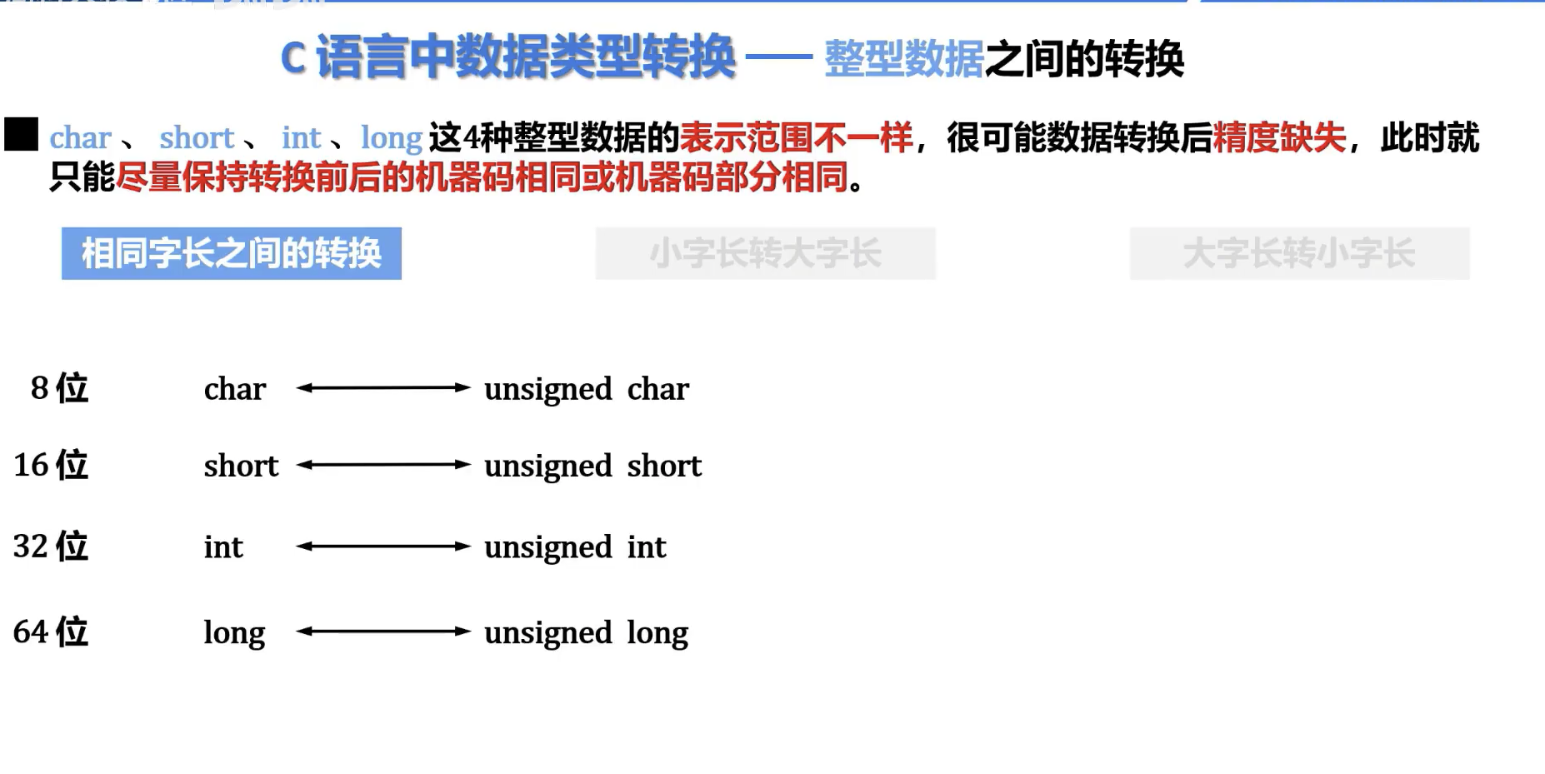 C 语言中数据类型转换 —— 整型数据之间的转换
char 、 short 、 int 、long 这4种整型数据的表示范围不一样，很可能数据转换后精度缺失，此时就
只能尽量保持转换前后的机器码相同或机器码部分相同。
相同字长之间的转换 小字长转大字长 大字长转小字长
8 位 char unsigned char
16 位 short unsigned short
32 位 int unsigned int
64 位 long unsigned long